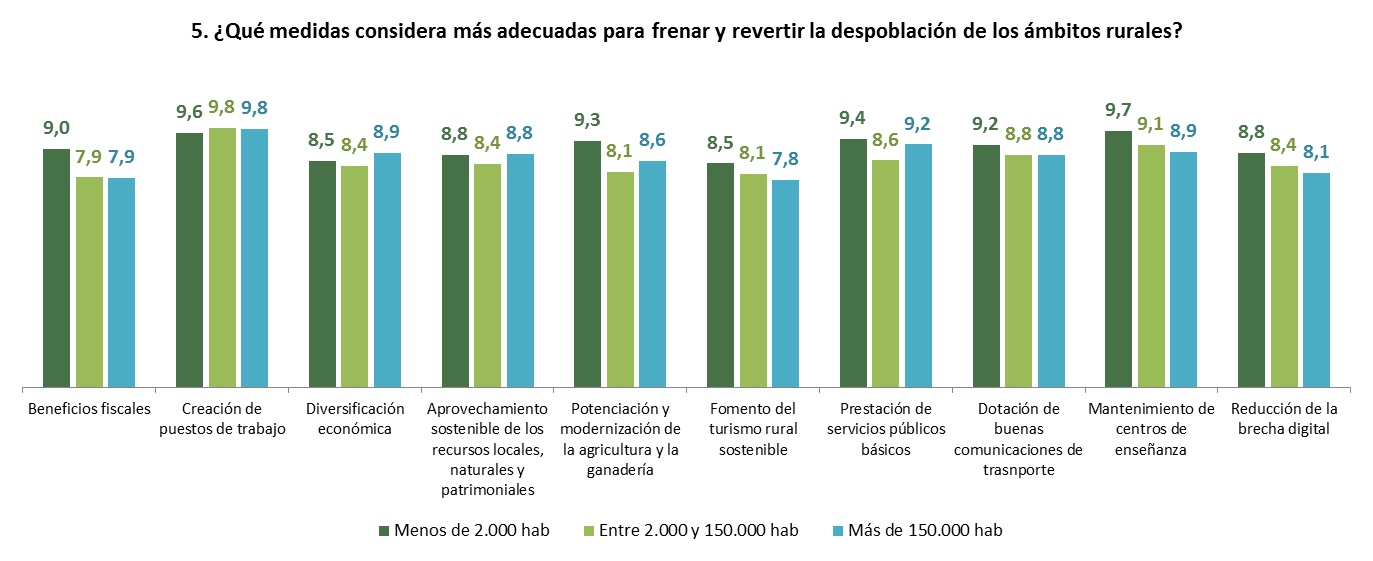 5. ¿Qué medidas considera más adecuadas para frenar y revertir la despoblación de los ámbitos rurales?
9,0 7,9 7,9
9,6 9,8 9,8
8,5 8,4 8,9
8,8 8,4 8,8
9,3 8,1 8,6
8,5 8,1 7,8
9,4 8,6 9,2
9,2 8,8 8,8
9,7 9,1 8,9
8,8 8,4 8,1
Beneficios fiscales
Creación de
puestos de trabajo
Diversificación
económica
Aprovechamiento
sostenible de los
recursos locales,
naturales y
patrimoniales
Potenciación y
modernización de
la agricultura y la
ganadería
Fomento del
turismo rural
sostenible
Prestación de
servicios públicos
básicos
Dotación de
buenas
comunicaciones de
trasnporte
Mantenimiento de
centros de
enseñanza
Reducción de la
brecha digital
Menos de 2.000 hab
Entre 2.000 y 150.000 hab
Más de 150.000 hab